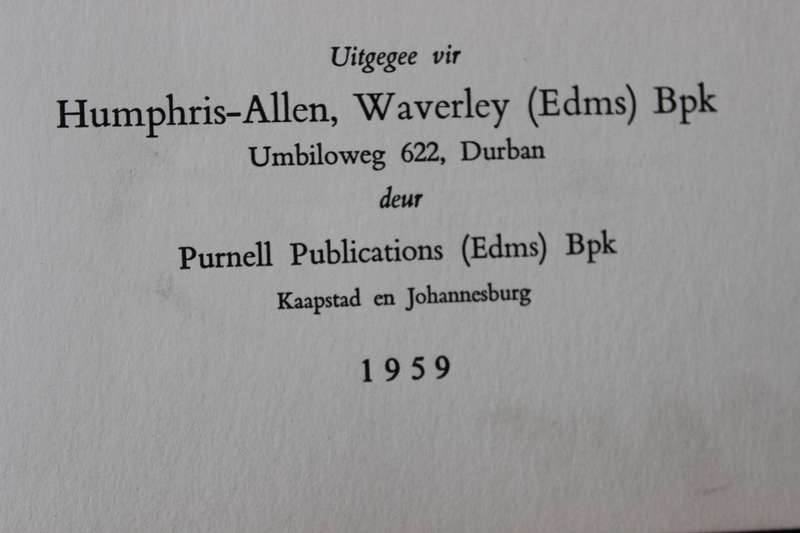 Uitgegee vir
Humphris-Allen, Waverley (Edms) Bpk
Umbiloweg 622, Durban
deur
Purnell Publications (Edms) Bpk
Kaapstad en Johannesburg
1959